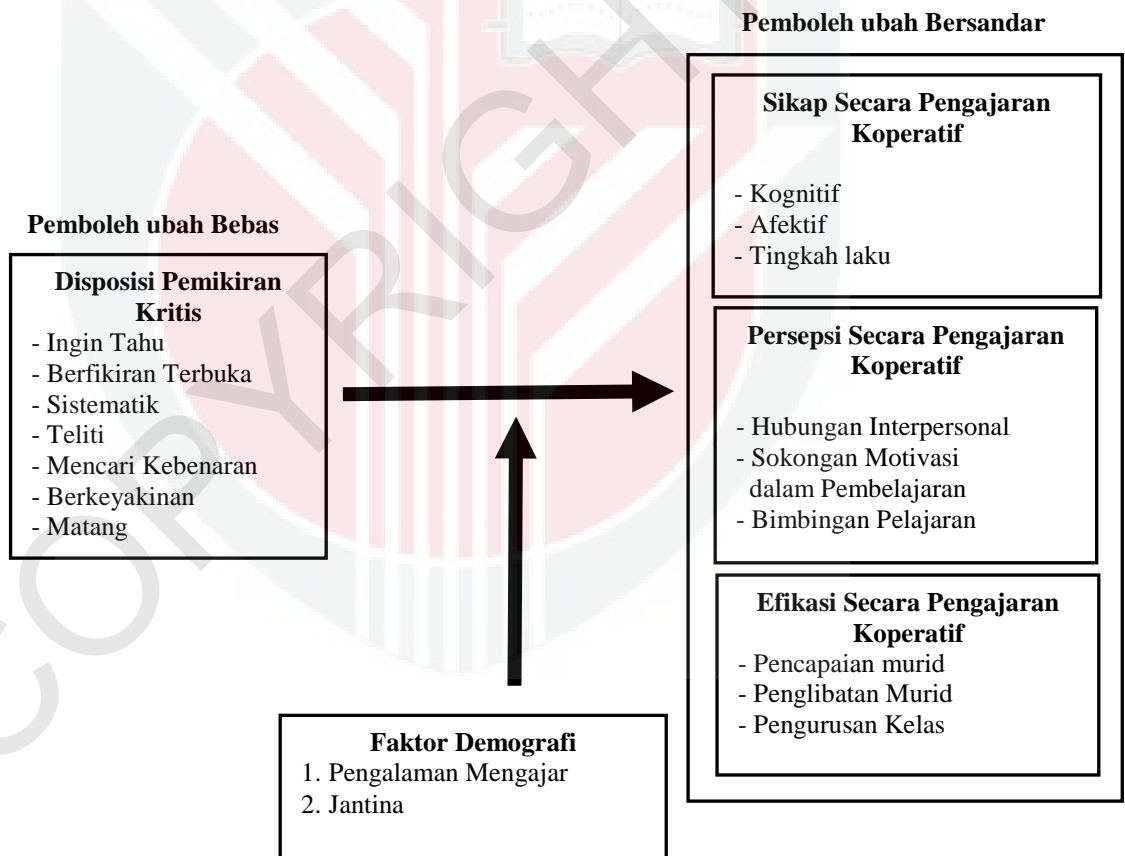 Pemboleh ubah Bebas
Disposisi Pemikiran
Kritis
- Ingin Tahu
- Berfikiran Terbuka
- Sistematik
- Teliti
- Mencari Kebenaran
- Berkeyakinan
- Matang
Faktor Demografi
1. Pengalaman Mengajar
2. Jantina
Pemboleh ubah Bersandar
Sikap Secara Pengajaran
Koperatif
- Kognitif
- Afektif
- Tingkah laku
Persepsi Secara Pengajaran
Koperatif
- Hubungan Interpersonal
- Sokongan Motivasi
dalam Pembelajaran
- Bimbingan Pelajaran
Efikasi Secara Pengajaran
Koperatif
- Pencapaian murid
- Penglibatan Murid
- Pengurusan Kelas
COPYRIGH